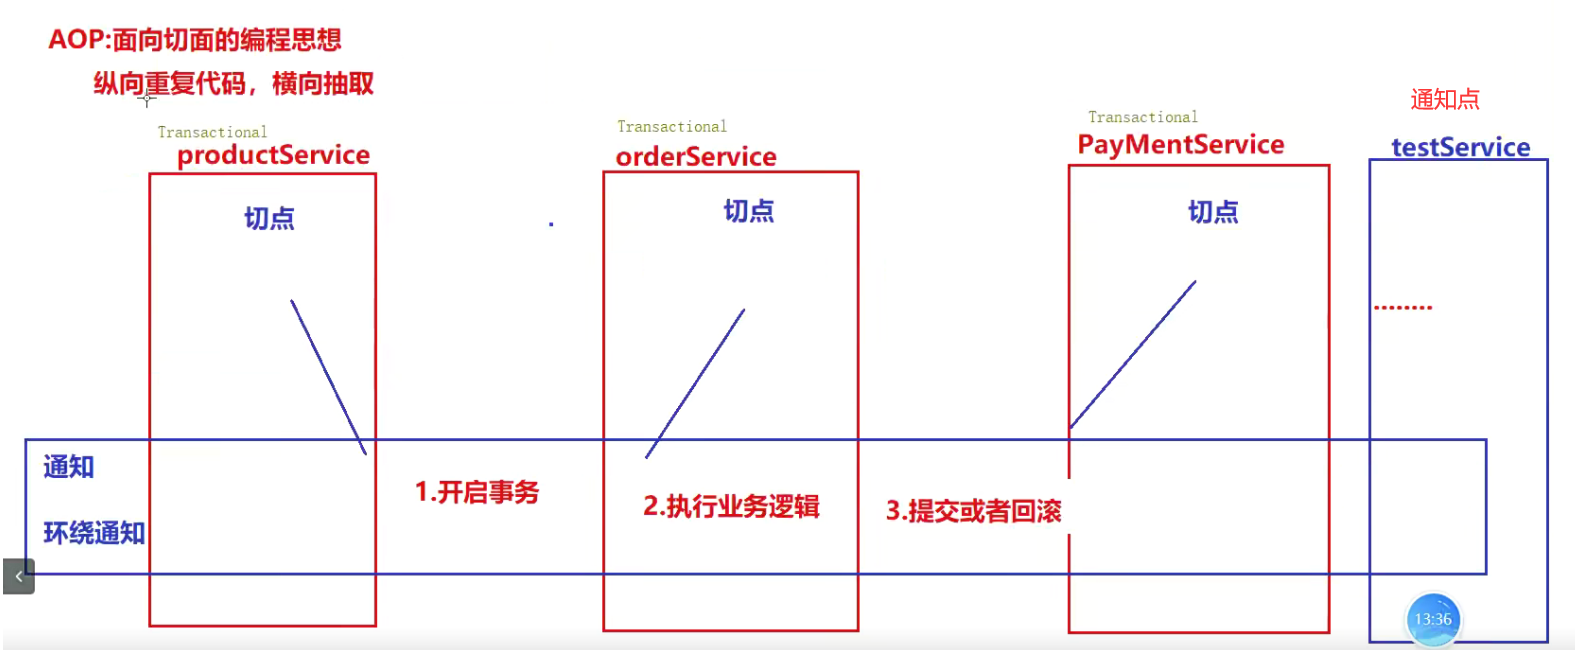 AOP:面向切面的编程思想
纵向重复代码，横向抽取
通知点
Transactional
productService
Transactional
orderService
Transactional
PayMentService
testService
切点
切点
切点
通知
1.开启事务
2.执行业务逻辑
3.提交或者回滚
环绕通知
13:36